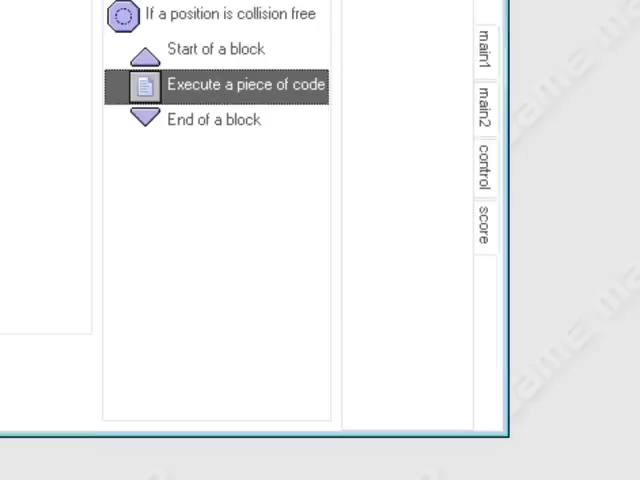 If a position is collision free
Start of a block
Execute a piece of code
End of a block
main1
main2
control
score